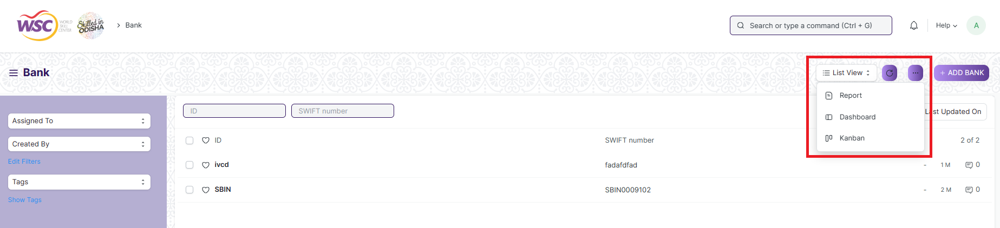 WSC WORLD SKILL CENTER
Skilled in ODISHA
Bank
Search or type a command (Ctrl + G)
Help
A
Bank
List View
+ ADD BANK
Report
Dashboard
Kanban
Assigned To
Created By
Edit Filters
Tags
Show Tags
ID
SWIFT number
Last Updated On
ID SWIFT number 2 of 2
ivcd fadafdfad - 1 M 0
SBIN SBIN0009102 - 2 M 0